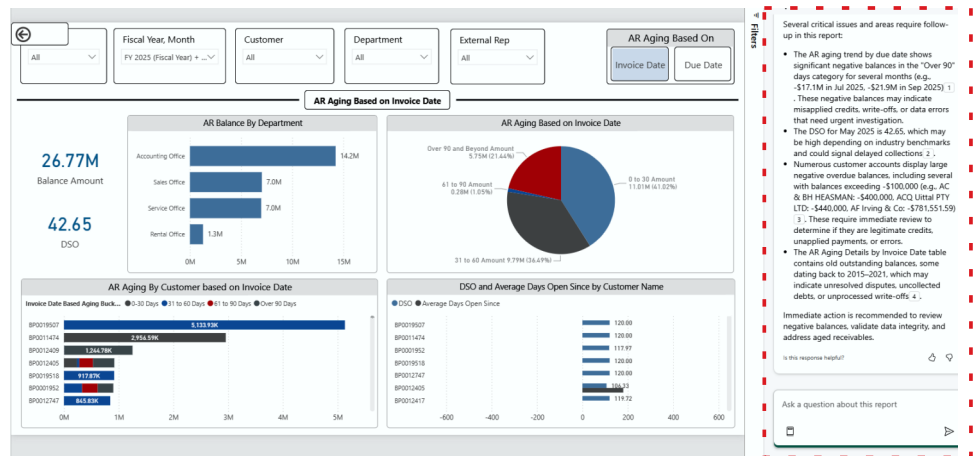 All
Fiscal Year, Month
FY 2025 (Fiscal Year) + ...
Customer
All
Department
All
External Rep
All
AR Aging Based On
Invoice Date
Due Date
Filters
AR Aging Based on Invoice Date
26.77M
Balance Amount
42.65
DSO
AR Balance By Department
Accounting Office
14.2M
Sales Office
7.0M
Service Office
7.0M
Rental Office
1.3M
0M 5M 10M 15M
AR Aging Based on Invoice Date
Over 90 and Beyond Amount
5.75M (21.44%)
61 to 90 Amount
0.28M (1.05%)
0 to 30 Amount
11.01M (41.02%)
31 to 60 Amount 9.79M (36.49%)
AR Aging By Customer based on Invoice Date
Invoice Date Based Aging Buck... 0-30 Days 31 to 60 Days 61 to 90 Days Over 90 Days
BP0019507
5,133.93K
BP0011474
2,956.59K
BP0012409
1,244.78K
BP0012405
BP0019518
917.87K
BP0001952
BP0012747
845.83K
0M 1M 2M 3M 4M 5M
DSO and Average Days Open Since by Customer Name
DSO Average Days Open Since
BP0019507
120.00
BP0011474
120.00
BP0001952
117.97
BP0019518
120.00
BP0012747
120.00
BP0012405
BP0012417
119.72
-600 -400 -200 0 200 400 600
Several critical issues and areas require follow-
up in this report:
• The AR aging trend by due date shows
significant negative balances in the "Over 90"
days category for several months (e.g.,
-$17.1M in Jul 2025, -$21.9M in Sep 2025) 1
. These negative balances may indicate
misapplied credits, write-offs, or data errors
that need urgent investigation.
• The DSO for May 2025 is 42.65, which may
be high depending on industry benchmarks
and could signal delayed collections 2 .
• Numerous customer accounts display large
negative overdue balances, including several
with balances exceeding -$100,000 (e.g., AC
& BH HEASMAN: -$400,000, ACQ Uittal PTY
LTD: -$440,000, AF Irving & Co: -$781,551.59)
3 . These require immediate review to
determine if they are legitimate credits,
unapplied payments, or errors.
• The AR Aging Details by Invoice Date table
contains old outstanding balances, some
dating back to 2015–2021, which may
indicate unresolved disputes, uncollected
debts, or unprocessed write-offs 4 .
Immediate action is recommended to review
negative balances, validate data integrity, and
address aged receivables.
Is this response helpful?
Ask a question about this report